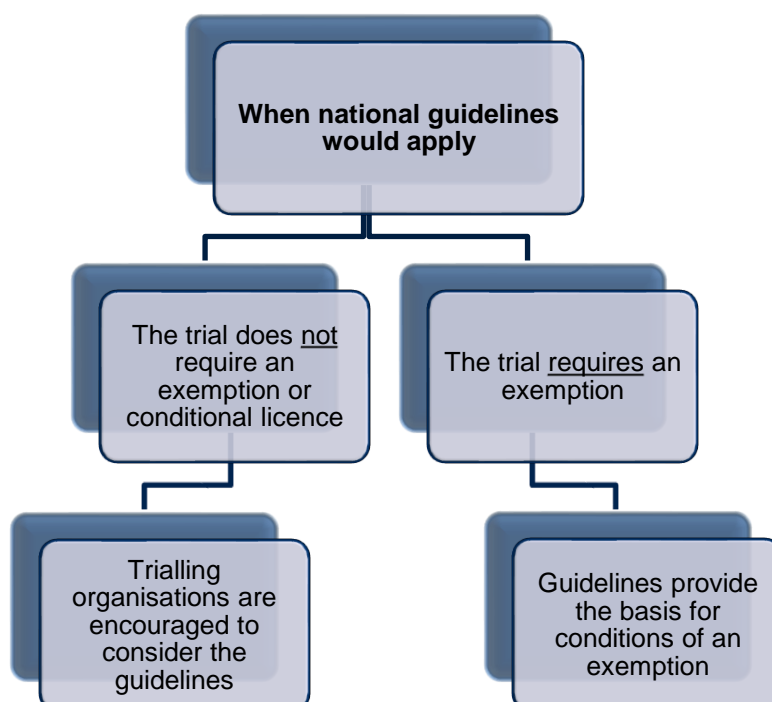 When national guidelines
would apply
The trial does not
require an
exemption or
conditional licence
The trial requires an
exemption
Trialling
organisations are
encouraged to
consider the
guidelines
Guidelines provide
the basis for
conditions of an
exemption